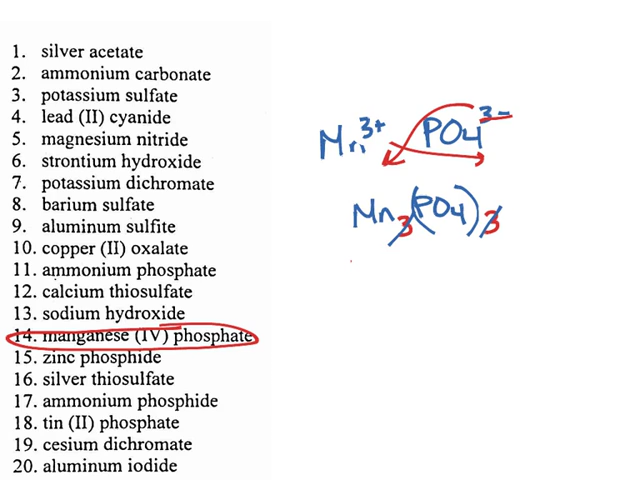 1. silver acetate
2. ammonium carbonate
3. potassium sulfate
4. lead (II) cyanide
5. magnesium nitride
6. strontium hydroxide
7. potassium dichromate
8. barium sulfate
9. aluminum sulfite
10. copper (II) oxalate
11. ammonium phosphate
12. calcium thiosulfate
13. sodium hydroxide
14. manganese (IV) phosphate
15. zinc phosphide
16. silver thiosulfate
17. ammonium phosphide
18. tin (II) phosphate
19. cesium dichromate
20. aluminum iodide
Mn 3+ PO4 3-
Mn3(PO4)3